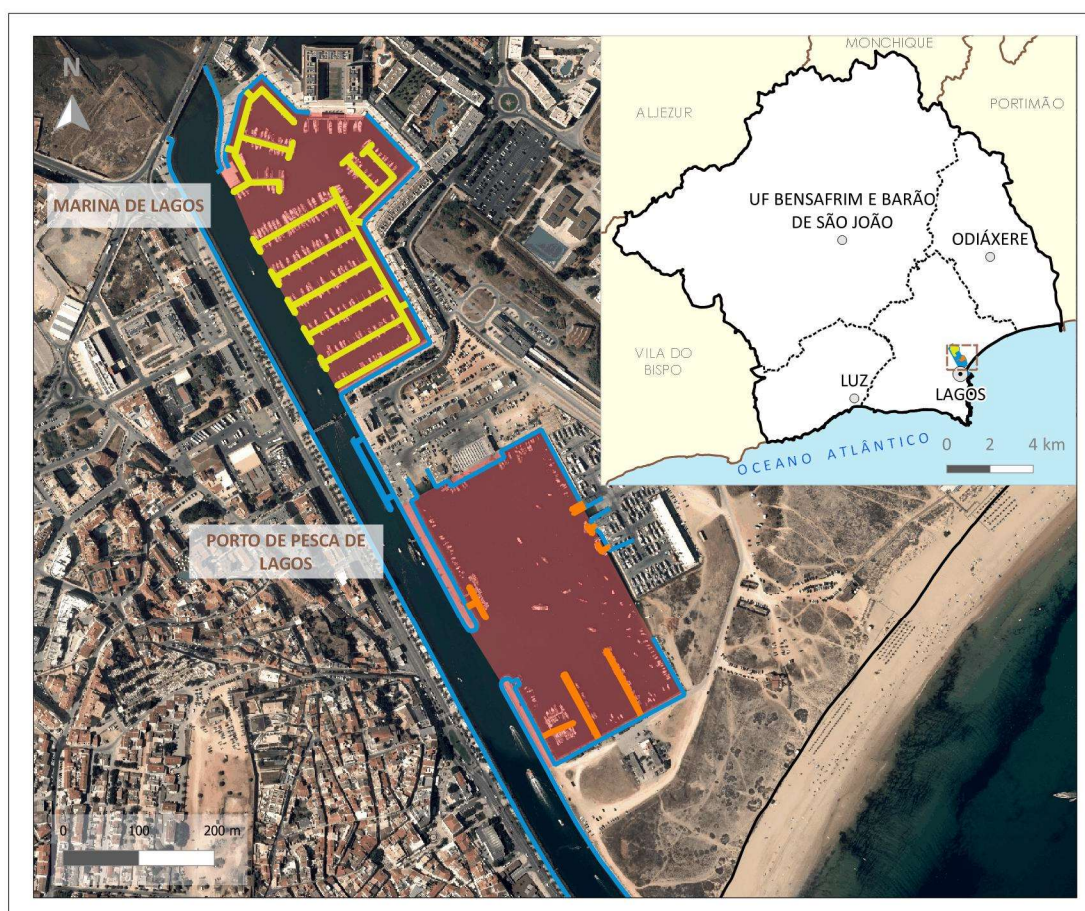 N
MARINA DE LAGOS
PORTO DE PESCA DE
LAGOS
0 100 200 m
MONCHIQUE
ALJEZUR
PORTIMÃO
UF BENSAFRIM E BARÃO
DE SÃO JOÃO
ODIÁXERE
VILA DO
BISPO
LUZ
LAGOS
OCEANO ATLÂNTICO
0 2 4 km